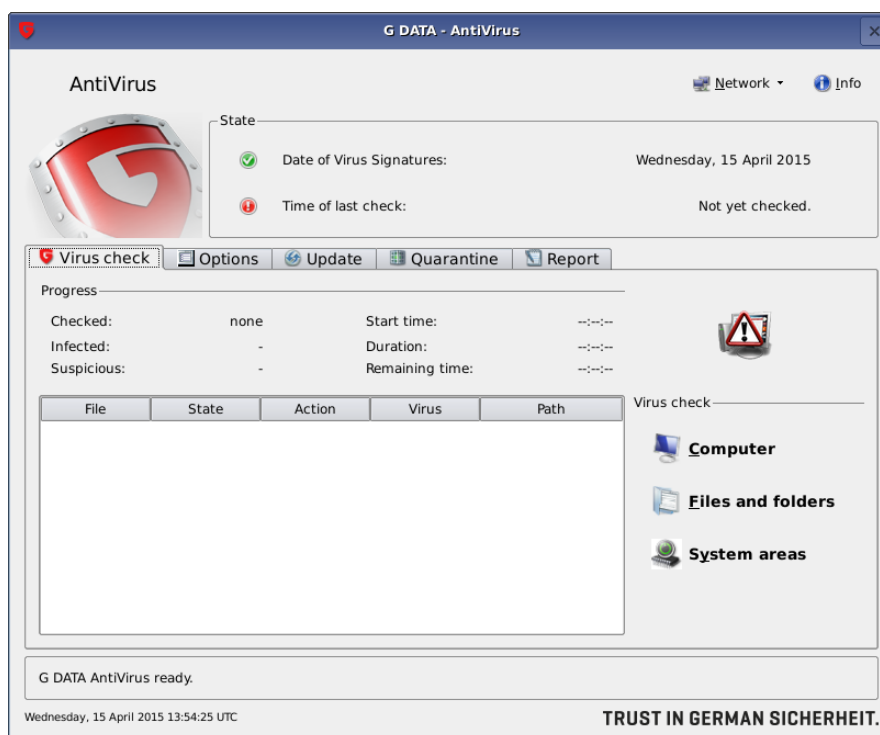 G DATA - AntiVirus
AntiVirus
Network
Info
State
Date of Virus Signatures: Wednesday, 15 April 2015
Time of last check: Not yet checked.
Virus check Options Update Quarantine Report
Progress
Checked: none Start time: --:--:--
Infected: - Duration: --:--:--
Suspicious: - Remaining time: --:--:--
File State Action Virus Path
Virus check
Computer
Files and folders
System areas
G DATA AntiVirus ready.
Wednesday, 15 April 2015 13:54:25 UTC
TRUST IN GERMAN SICHERHEIT.